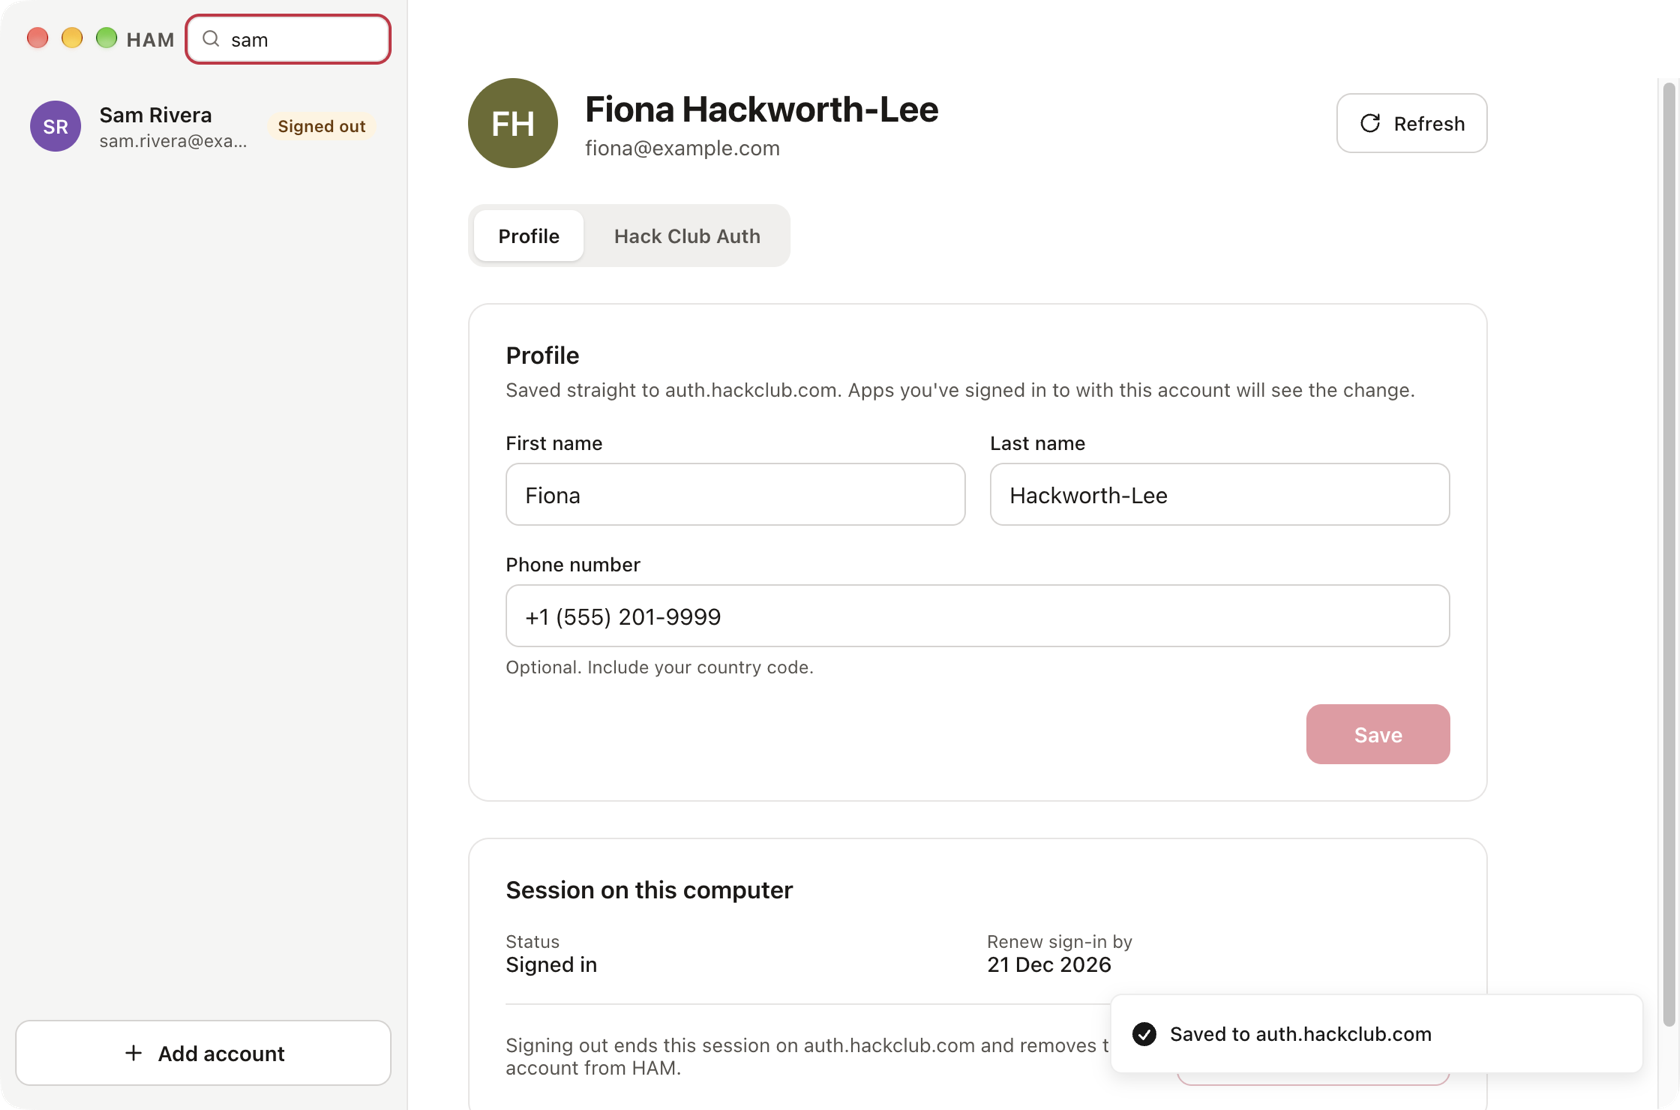 HAM
sam
SR
Sam Rivera
sam.rivera@exa...
Signed out
Add account
FH
Fiona Hackworth-Lee
fiona@example.com
Refresh
Profile
Hack Club Auth
Profile
Saved straight to auth.hackclub.com. Apps you've signed in to with this account will see the change.
First name
Last name
Fiona
Hackworth-Lee
Phone number
+1 (555) 201-9999
Optional. Include your country code.
Save
Session on this computer
Status
Renew sign-in by
Signed in
21 Dec 2026
Signing out ends this session on auth.hackclub.com and removes
account from HAM.
Saved to auth.hackclub.com